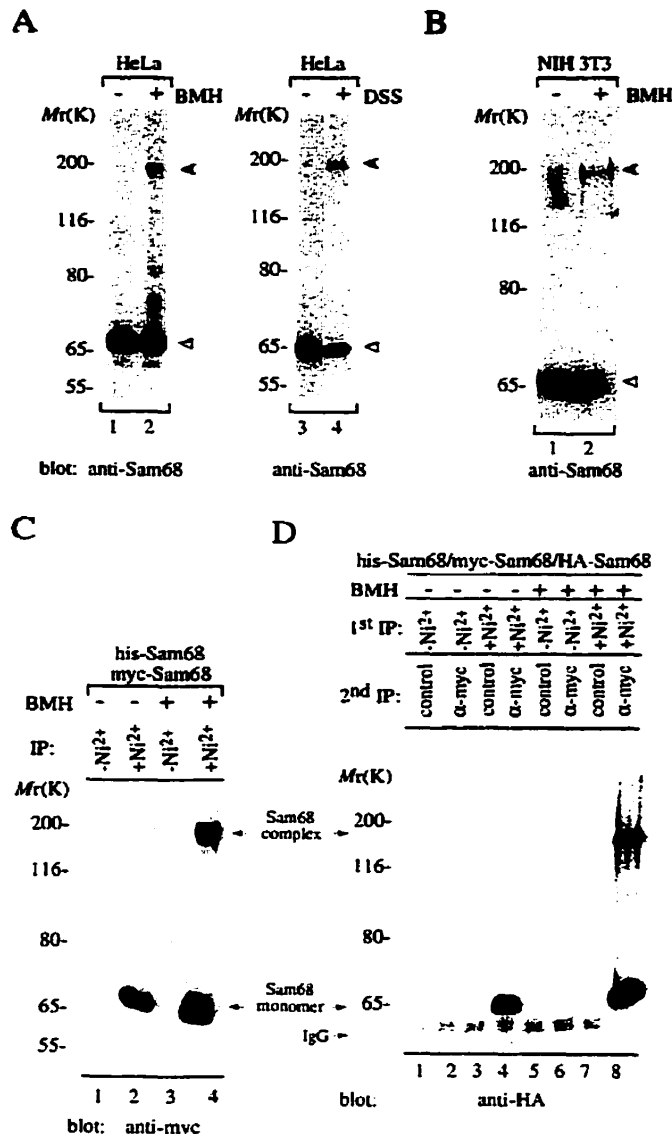 A
HeLa
- + BMH
Mr(K)
200-
116-
80-
65-
55-
1 2
blot: anti-Sam68
HeLa
- + DSS
Mr(K)
200-
116-
80-
65-
55-
3 4
anti-Sam68
B
NIH 3T3
- + BMH
Mr(K)
200-
116-
80-
65-
1 2
anti-Sam68
C
his-Sam68
myc-Sam68
BMH - - + +
IP: -Ni2+ +Ni2+ -Ni2+ +Ni2+
Mr(K)
200-
116-
80-
65-
55-
1 2 3 4
blot: anti-myc
Sam68
complex
Sam68
monomer
IgG
D
his-Sam68/myc-Sam68/HA-Sam68
BMH - - - - + + + +
1st IP: -Ni2+ -Ni2+ +Ni2+ +Ni2+ -Ni2+ -Ni2+ +Ni2+ +Ni2+
2nd IP: control α-myc control α-myc control α-myc control α-myc
Mr(K)
200-
116-
80-
65-
1 2 3 4 5 6 7 8
blot: anti-HA